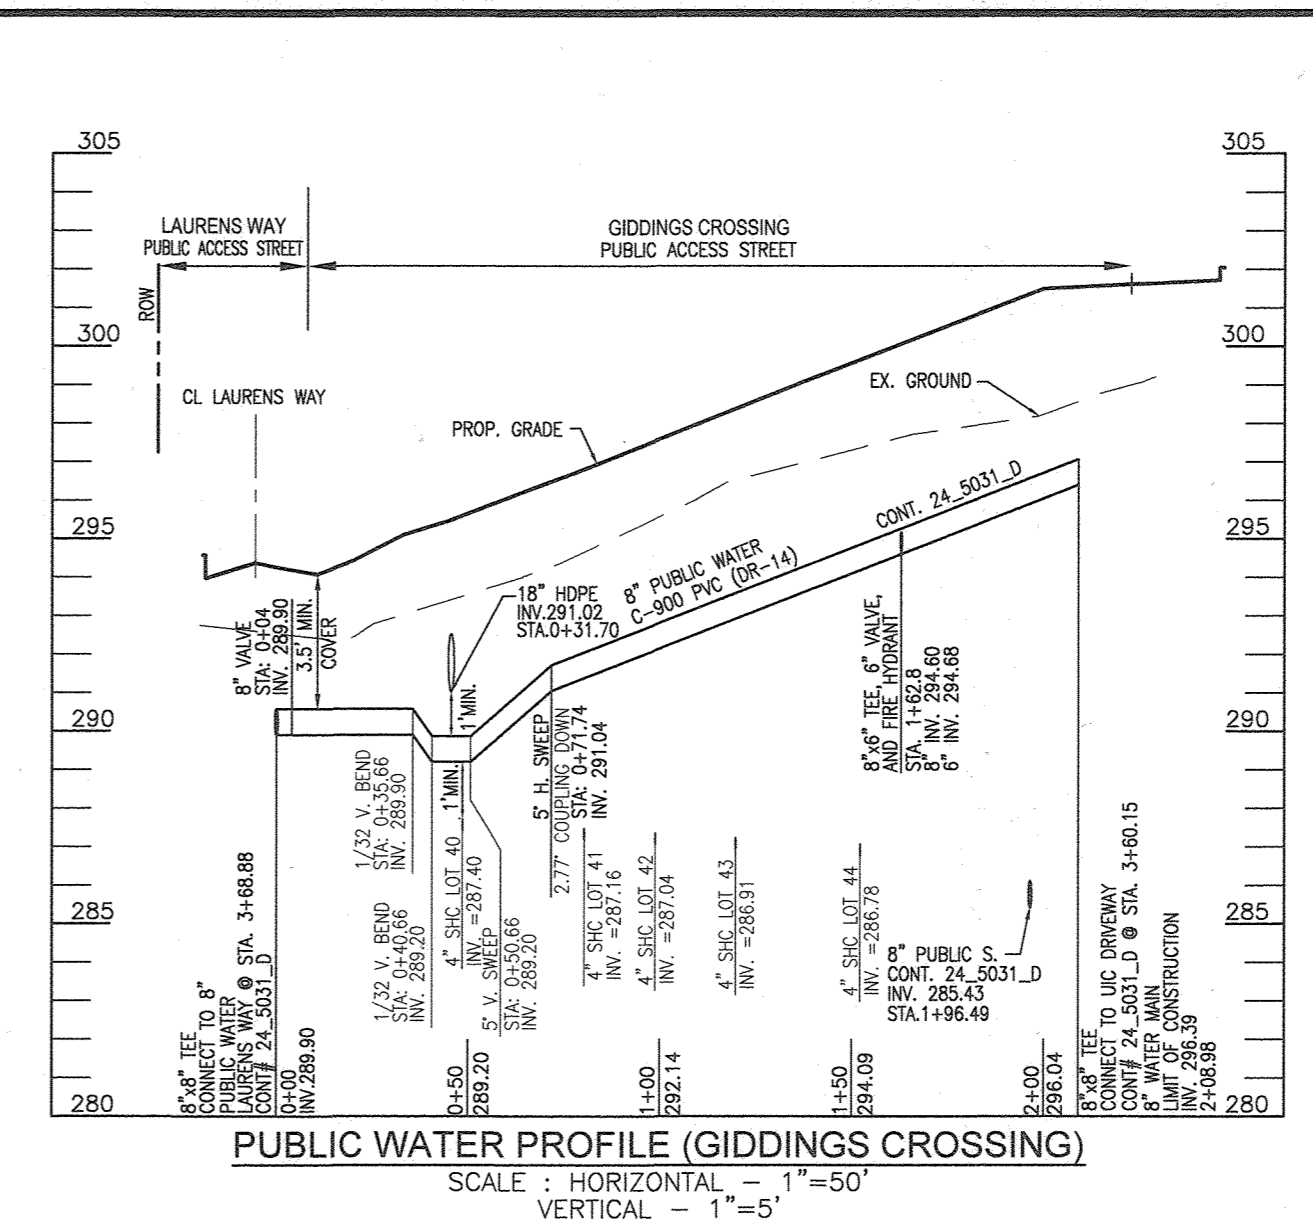 305
305
LAURENS WAY
PUBLIC ACCESS STREET
GIDDINGS CROSSING
PUBLIC ACCESS STREET
ROW
300
300
CL LAURENS WAY
EX. GROUND
PROP. GRADE
295
295
CONT. 24_5031_D
8" PUBLIC WATER
C-900 PVC (DR-14)
18" HDPE
INV.291.02
STA.0+31.70
8" VALVE
STA: 0+04
INV. 289.90
3.5' MIN.
COVER
290
290
1'MIN.
1'MIN.
1/32 V. BEND
STA: 0+35.66
INV. 289.90
1/32 V. BEND
STA: 0+40.66
INV. 289.20
4" SHC LOT 40
INV. =287.40
5° V. SWEEP
STA: 0+50.66
INV. 289.20
5° H. SWEEP
2.77° COUPLING DOWN
STA: 0+71.74
INV. 291.04
4" SHC LOT 41
INV. =287.16
4" SHC LOT 42
INV. =287.04
4" SHC LOT 43
INV. =286.91
4" SHC LOT 44
INV. =286.78
8"x6" TEE, 6" VALVE,
AND FIRE HYDRANT
STA. 1+62.8
8" INV. 294.60
6" INV. 294.68
285
285
8" PUBLIC S.
CONT. 24_5031_D
INV. 285.43
STA.1+96.49
8"x8" TEE
CONNECT TO 8"
PUBLIC WATER
LAURENS WAY @ STA. 3+68.88
CONT# 24_5031_D
0+00
INV.289.90
0+50
289.20
1+00
292.14
1+50
294.09
2+00
296.04
8"x8" TEE
CONNECT TO UIC DRIVEWAY
CONT# 24_5031_D @ STA. 3+60.15
8" WATER MAIN
LIMIT OF CONSTRUCTION
INV. 296.39
2+08.98
280
280
PUBLIC WATER PROFILE (GIDDINGS CROSSING)
SCALE : HORIZONTAL - 1"=50'
VERTICAL - 1"=5'